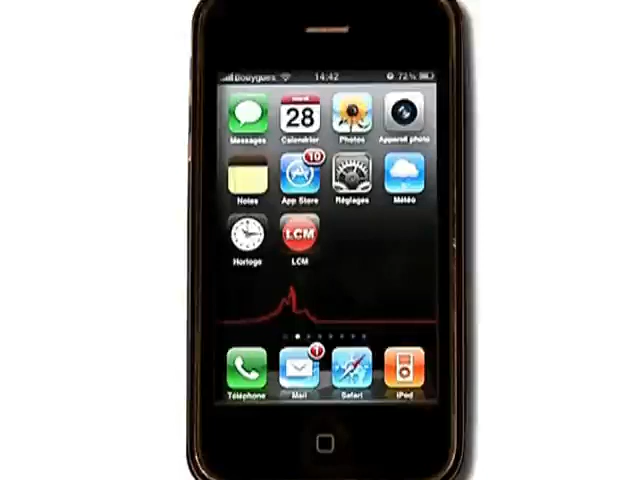 Bouygues 14:42 72%
28
Messages Calendrier Photos Appareil photo
10
Notes App Store Réglages Météo
LCM
Horloge LCM
1
Téléphone Mail Safari iPod